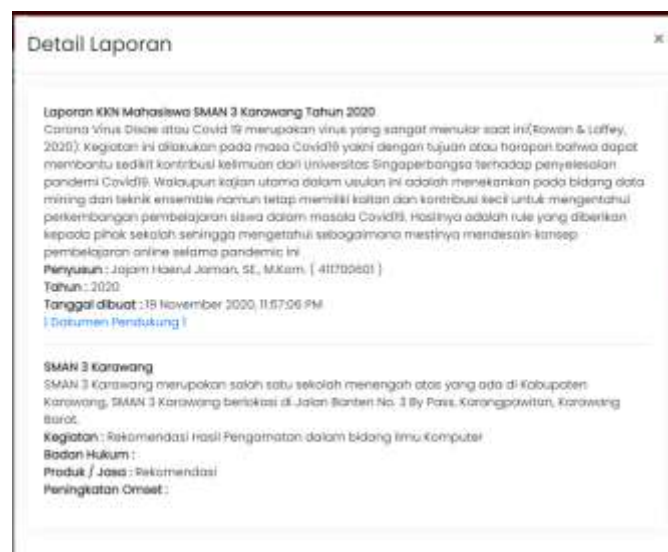 Detail Laporan
×
Laporan KKN Mahasiswa SMAN 3 Karawang Tahun 2020
Corona Virus Disae atau Covid 19 merupakan virus yang sangat menular saat ini(Rowan & Laffey,
2020). Kegiatan ini dilakukan pada masa Covid19 yakni dengan tujuan atau harapan bahwa dapat
membantu sedikit kontribusi kelimuan dari Universitas Singaperbangsa terhadap penyelesaian
pandemi Covid19. Walaupun kajian utama dalam usulan ini adalah menekankan pada bidang data
mining dan teknik ensemble namun tetap memiliki kaitan dan kontribusi kecil untuk mengentahui
perkembangan pembelajaran siswa dalam masala Covid19. Hasilnya adalah rule yang diberikan
kepada pihak sekolah sehingga mengetahui sebagaimana mestinya mendesain konsep
pembelajaran online selama pandemic ini
Penyusun : Jajam Haerul Jaman, SE., M.Kom. ( 411700601 )
Tahun : 2020
Tanggal dibuat : 19 November 2020, 11:57:06 PM
[ Dokumen Pendukung ]
SMAN 3 Karawang
SMAN 3 Karawang merupakan salah satu sekolah menengah atas yang ada di Kabupaten
Karawang, SMAN 3 Karawang berlokasi di Jalan Banten No. 3 By Pass, Karangpawitan, Karawang
Barat.
Kegiatan : Rekomendasi Hasil Pengamatan dalam bidang Ilmu Komputer
Badan Hukum :
Produk / Jasa : Rekomendasi
Peningkatan Omset :